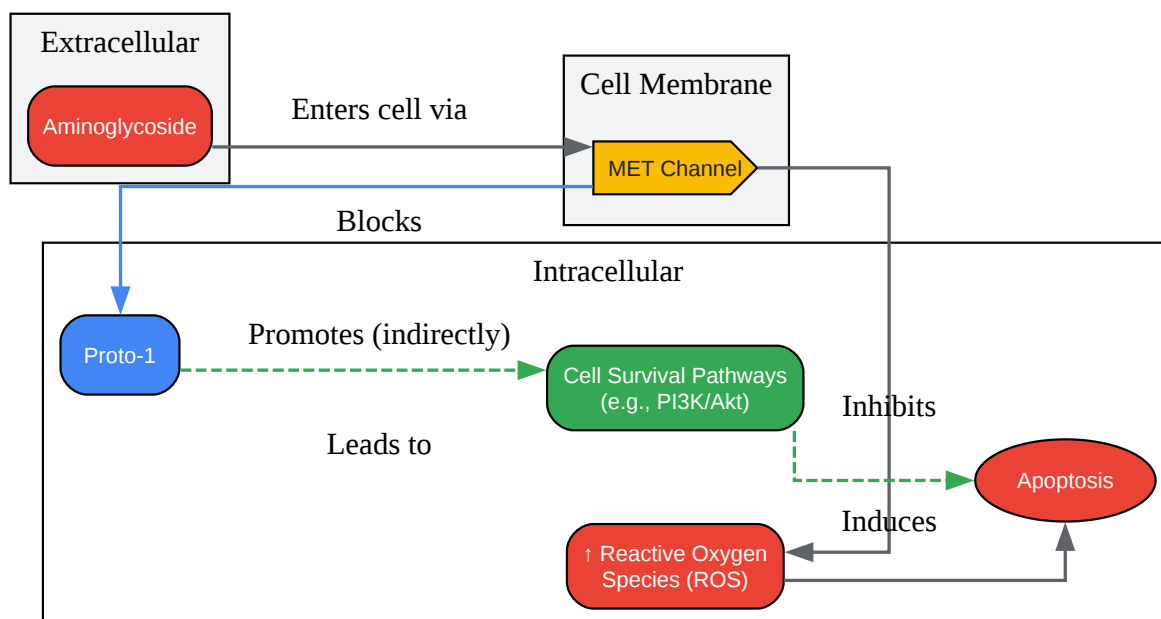 Extracellular
Aminoglycoside
Enters cell via
Cell Membrane
MET Channel
Blocks
Intracellular
Proto-1
Promotes (indirectly)
Cell Survival Pathways
(e.g., PI3K/Akt)
Inhibits
Leads to
Apoptosis
Induces
↑ Reactive Oxygen
Species (ROS)